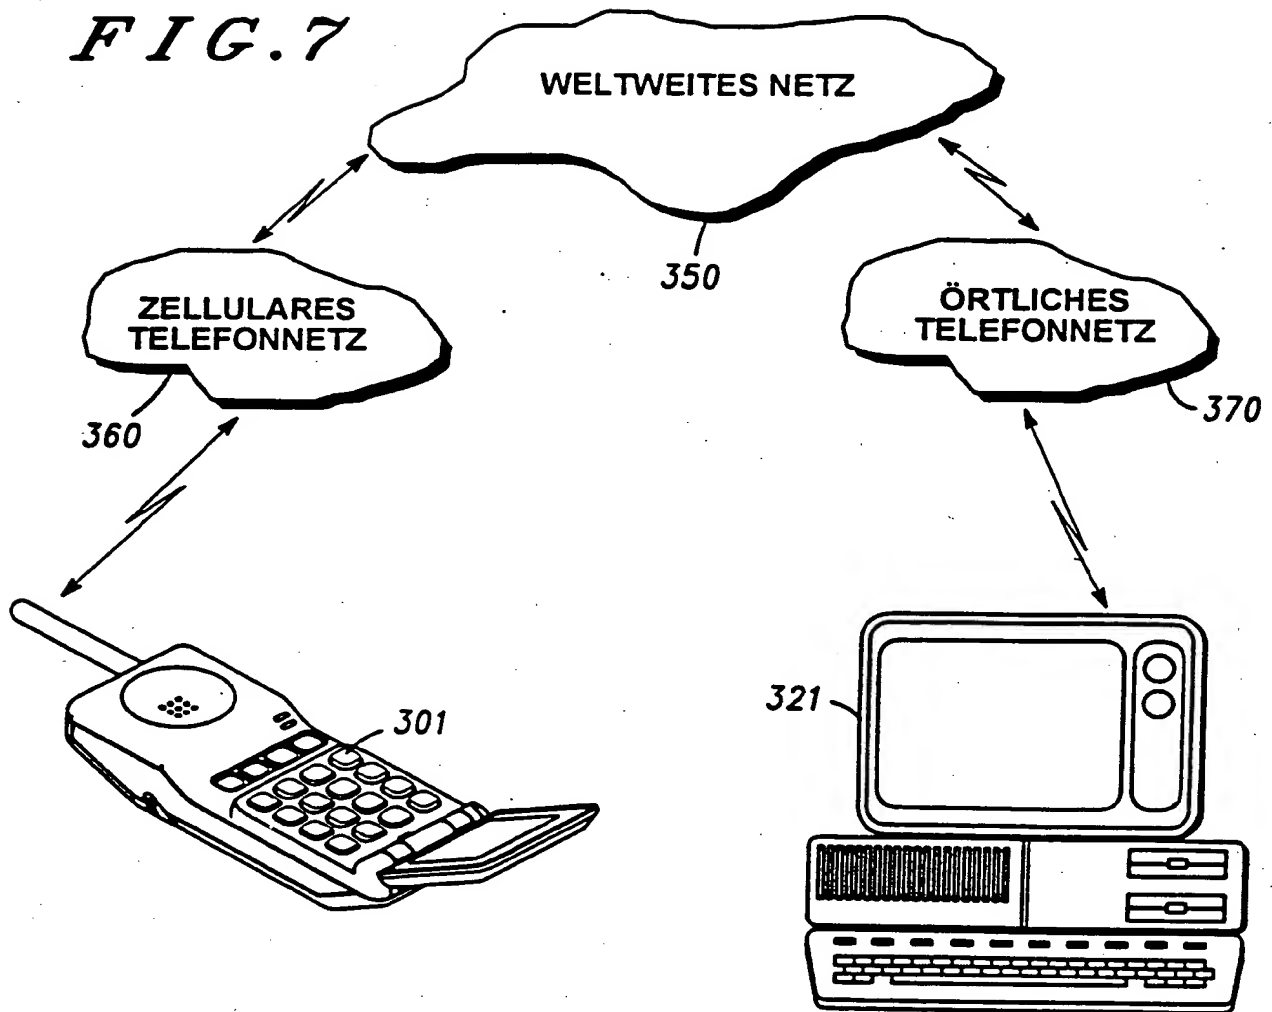 FIG.7
WELTWEITES NETZ
350
ZELLULARES
TELEFONNETZ
360
ÖRTLICHES
TELEFONNETZ
370
301
321